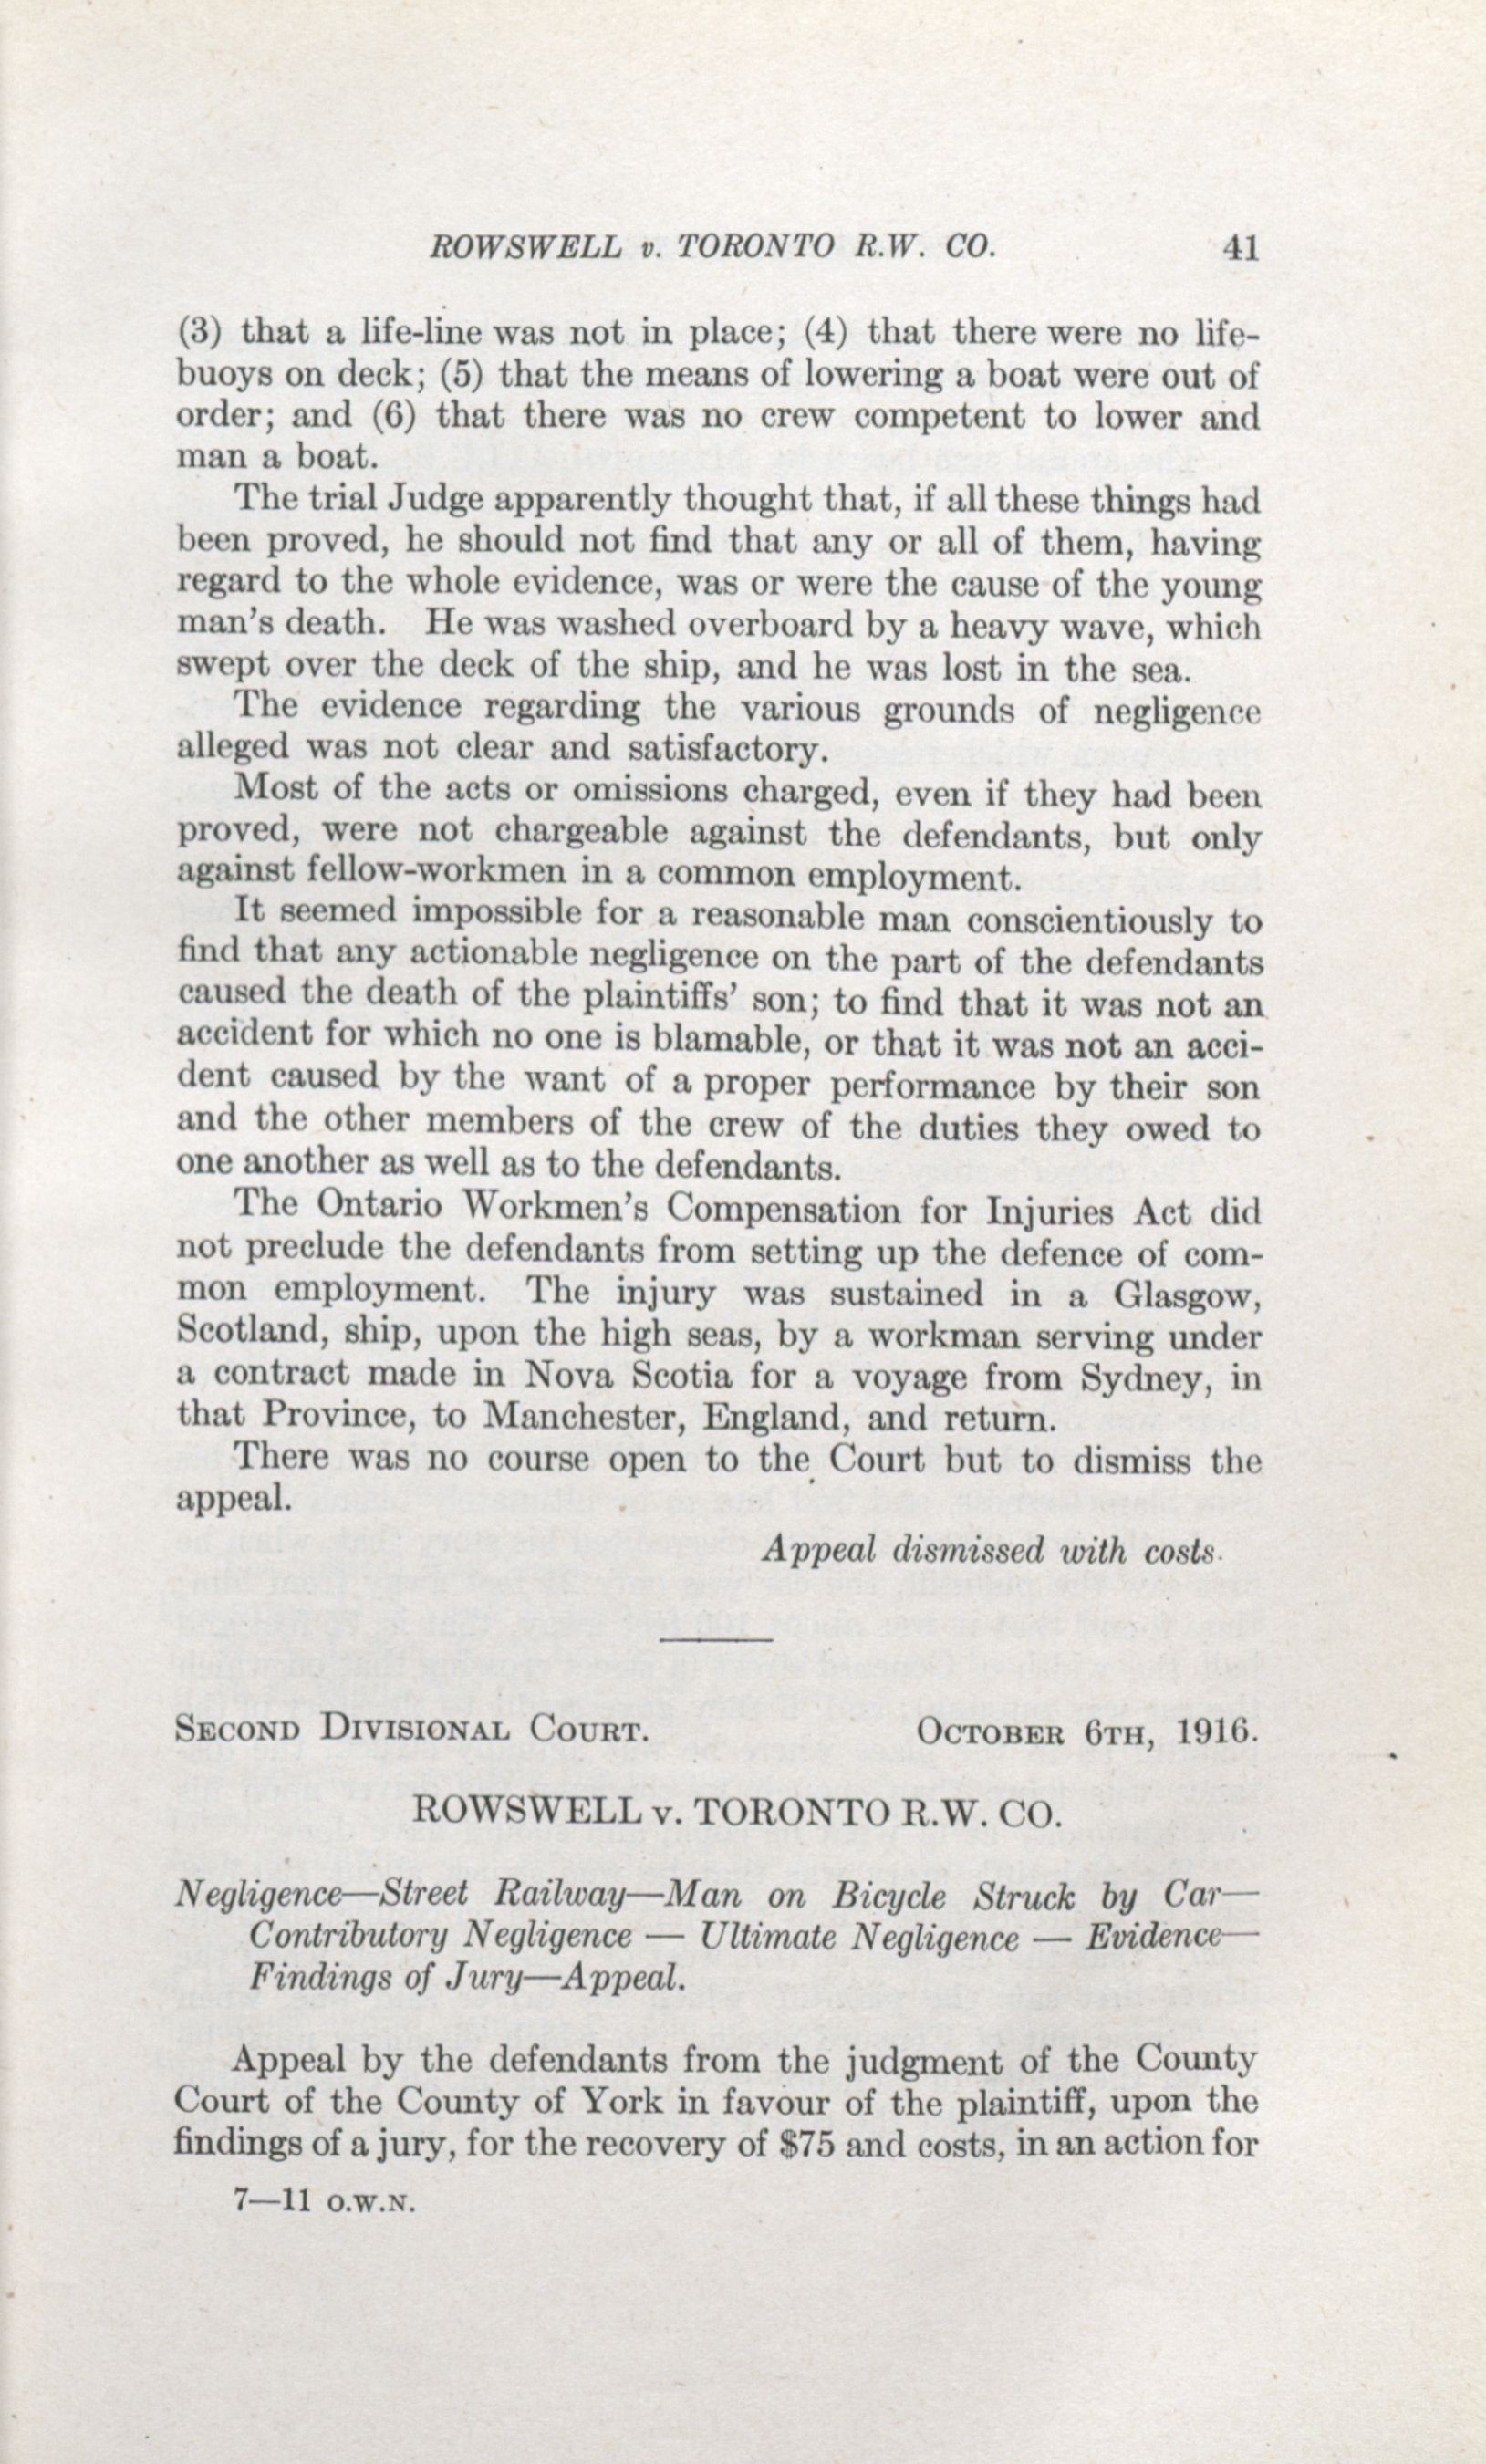 ROWSWELL v. TORONTO R.W. CO. 41
(3) that a life-line was not in place; (4) that there were no life-
buoys on deck; (5) that the means of lowering a boat were out of
order; and (6) that there was no crew competent to lower and
man a boat.
The trial Judge apparently thought that, if all these things had
been proved, he should not find that any or all of them, having
regard to the whole evidence, was or were the cause of the young
man's death. He was washed overboard by a heavy wave, which
swept over the deck of the ship, and he was lost in the sea.
The evidence regarding the various grounds of negligence
alleged was not clear and satisfactory.
Most of the acts or omissions charged, even if they had been
proved, were not chargeable against the defendants, but only
against fellow-workmen in a common employment.
It seemed impossible for a reasonable man conscientiously to
find that any actionable negligence on the part of the defendants
caused the death of the plaintiffs' son; to find that it was not an
accident for which no one is blamable, or that it was not an acci-
dent caused by the want of a proper performance by their son
and the other members of the crew of the duties they owed to
one another as well as to the defendants.
The Ontario Workmen's Compensation for Injuries Act did
not preclude the defendants from setting up the defence of com-
mon employment. The injury was sustained in a Glasgow,
Scotland, ship, upon the high seas, by a workman serving under
a contract made in Nova Scotia for a voyage from Sydney, in
that Province, to Manchester, England, and return.
There was no course open to the Court but to dismiss the
appeal.
Appeal dismissed with costs.
SECOND DIVISIONAL COURT. OCTOBER 6TH, 1916.
ROWSWELL v. TORONTO R.W. CO.
Negligence—Street Railway—Man on Bicycle Struck by Car—
Contributory Negligence — Ultimate Negligence — Evidence—
Findings of Jury—Appeal.
Appeal by the defendants from the judgment of the County
Court of the County of York in favour of the plaintiff, upon the
findings of a jury, for the recovery of $75 and costs, in an action for
7—11 O.W.N.